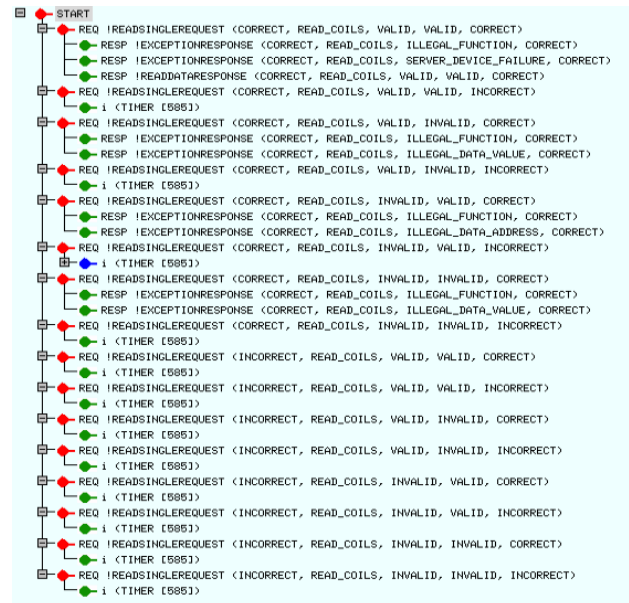 START
REQ !READSINGLEREQUEST (CORRECT, READ_COILS, VALID, VALID, CORRECT)
RESP !EXCEPTIONRESPONSE (CORRECT, READ_COILS, ILLEGAL_FUNCTION, CORRECT)
RESP !EXCEPTIONRESPONSE (CORRECT, READ_COILS, SERVER_DEVICE_FAILURE, CORRECT)
RESP !READDATARESPONSE (CORRECT, READ_COILS, VALID, VALID, CORRECT)
REQ !READSINGLEREQUEST (CORRECT, READ_COILS, VALID, VALID, INCORRECT)
i (TIMER [585])
REQ !READSINGLEREQUEST (CORRECT, READ_COILS, VALID, INVALID, CORRECT)
RESP !EXCEPTIONRESPONSE (CORRECT, READ_COILS, ILLEGAL_FUNCTION, CORRECT)
RESP !EXCEPTIONRESPONSE (CORRECT, READ_COILS, ILLEGAL_DATA_VALUE, CORRECT)
REQ !READSINGLEREQUEST (CORRECT, READ_COILS, VALID, INVALID, INCORRECT)
i (TIMER [585])
REQ !READSINGLEREQUEST (CORRECT, READ_COILS, INVALID, VALID, CORRECT)
RESP !EXCEPTIONRESPONSE (CORRECT, READ_COILS, ILLEGAL_FUNCTION, CORRECT)
RESP !EXCEPTIONRESPONSE (CORRECT, READ_COILS, ILLEGAL_DATA_ADDRESS, CORRECT)
REQ !READSINGLEREQUEST (CORRECT, READ_COILS, INVALID, VALID, INCORRECT)
i (TIMER [585])
REQ !READSINGLEREQUEST (CORRECT, READ_COILS, INVALID, INVALID, CORRECT)
RESP !EXCEPTIONRESPONSE (CORRECT, READ_COILS, ILLEGAL_FUNCTION, CORRECT)
RESP !EXCEPTIONRESPONSE (CORRECT, READ_COILS, ILLEGAL_DATA_VALUE, CORRECT)
REQ !READSINGLEREQUEST (CORRECT, READ_COILS, INVALID, INVALID, INCORRECT)
i (TIMER [585])
REQ !READSINGLEREQUEST (INCORRECT, READ_COILS, VALID, VALID, CORRECT)
i (TIMER [585])
REQ !READSINGLEREQUEST (INCORRECT, READ_COILS, VALID, VALID, INCORRECT)
i (TIMER [585])
REQ !READSINGLEREQUEST (INCORRECT, READ_COILS, VALID, INVALID, CORRECT)
i (TIMER [585])
REQ !READSINGLEREQUEST (INCORRECT, READ_COILS, VALID, INVALID, INCORRECT)
i (TIMER [585])
REQ !READSINGLEREQUEST (INCORRECT, READ_COILS, INVALID, VALID, CORRECT)
i (TIMER [585])
REQ !READSINGLEREQUEST (INCORRECT, READ_COILS, INVALID, VALID, INCORRECT)
i (TIMER [585])
REQ !READSINGLEREQUEST (INCORRECT, READ_COILS, INVALID, INVALID, CORRECT)
i (TIMER [585])
REQ !READSINGLEREQUEST (INCORRECT, READ_COILS, INVALID, INVALID, INCORRECT)
i (TIMER [585])